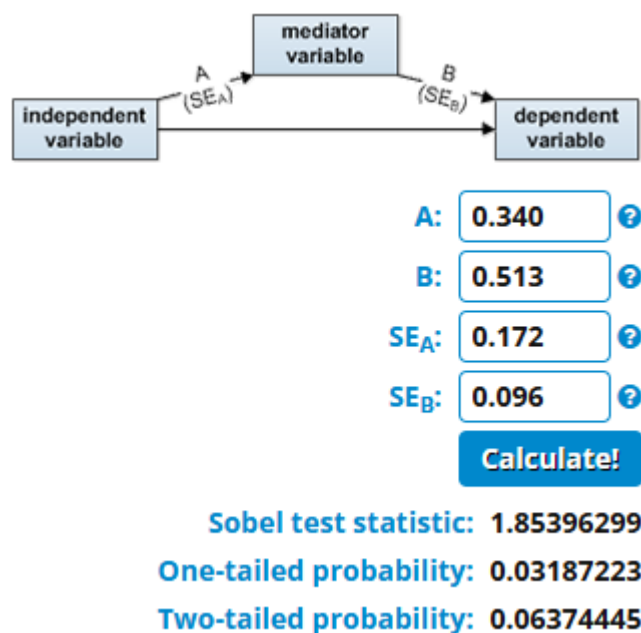 mediator
variable
A
(SEA)
B
(SEB)
independent
variable
dependent
variable
A: 0.340 ?
B: 0.513 ?
SEA: 0.172 ?
SEB: 0.096 ?
Calculate!
Sobel test statistic: 1.85396299
One-tailed probability: 0.03187223
Two-tailed probability: 0.06374445